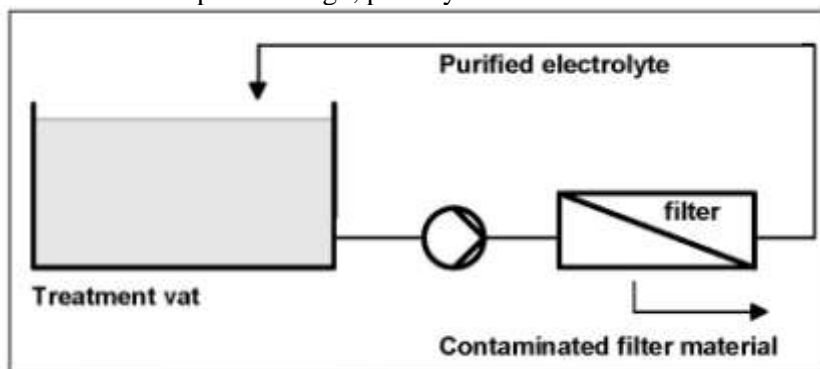 Purified electrolyte
filter
Treatment vat
Contaminated filter material